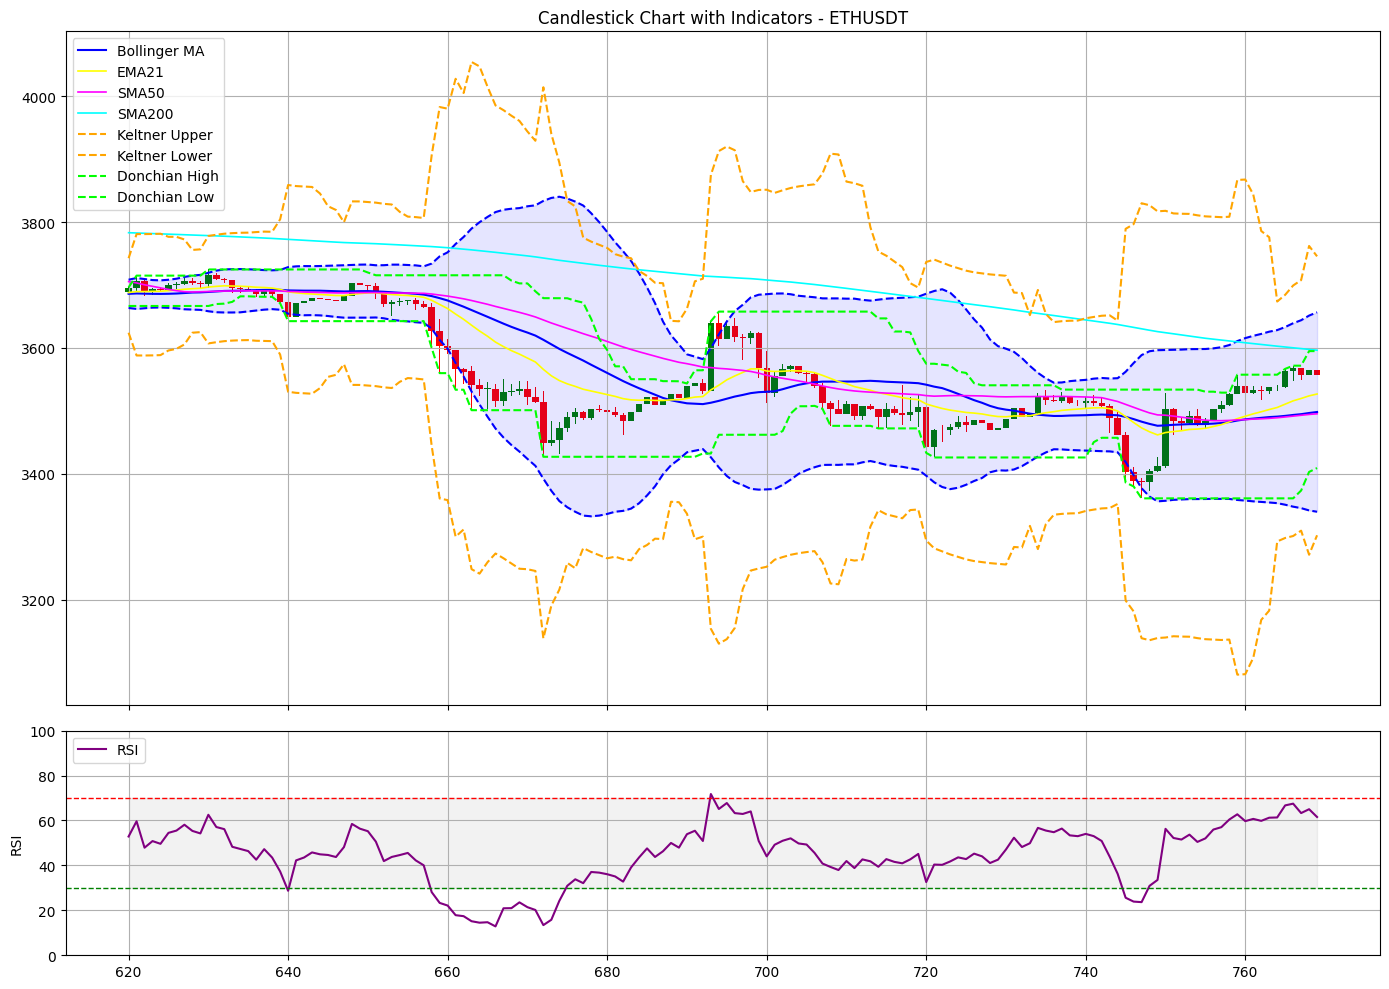 Candlestick Chart with Indicators - ETHUSDT
Bollinger MA
EMA21
SMA50
SMA200
Keltner Upper
Keltner Lower
Donchian High
Donchian Low
4000
3800
3600
3400
3200
RSI
100
80
60
40
20
0
RSI
620
640
660
680
700
720
740
760